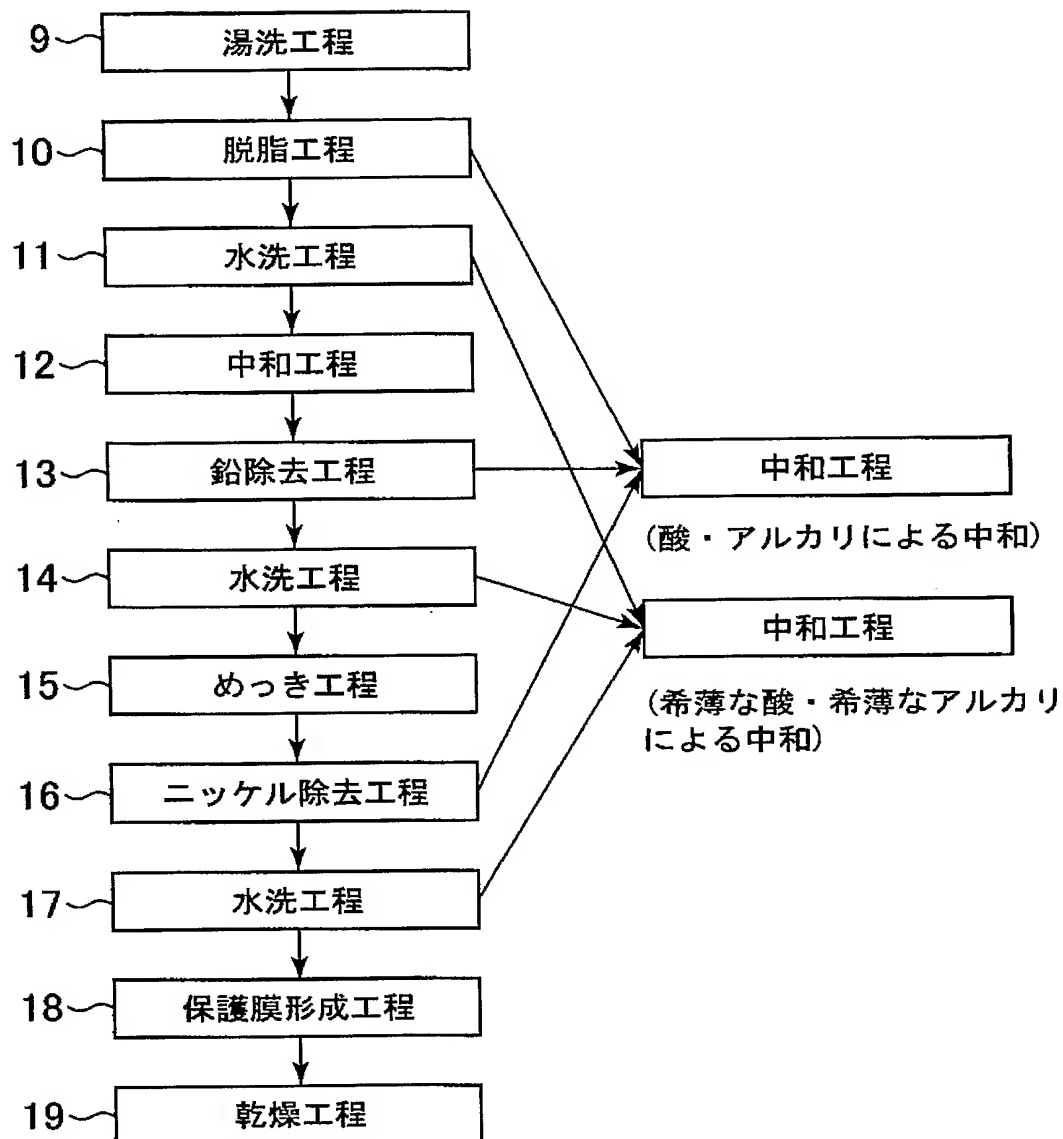 9 湯洗工程
10 脱脂工程
11 水洗工程
12 中和工程
13 鉛除去工程
14 水洗工程
15 めっき工程
16 ニッケル除去工程
17 水洗工程
18 保護膜形成工程
19 乾燥工程
中和工程
(酸・アルカリによる中和)
中和工程
(希薄な酸・希薄なアルカリ
による中和)